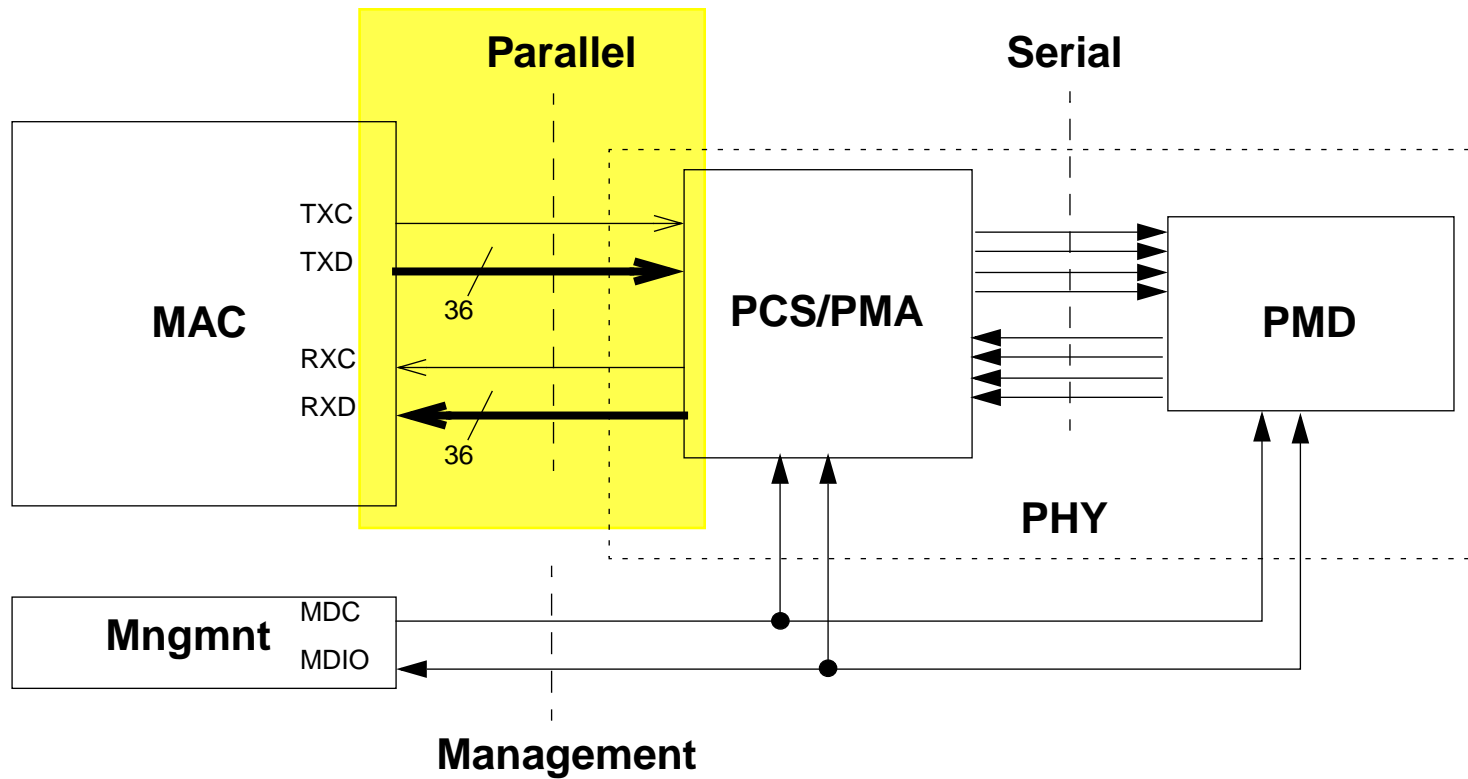 Parallel
Serial
TXC
TXD
36
MAC
PCS/PMA
PMD
RXC
RXD
36
PHY
Mngmnt
MDC
MDIO
Management